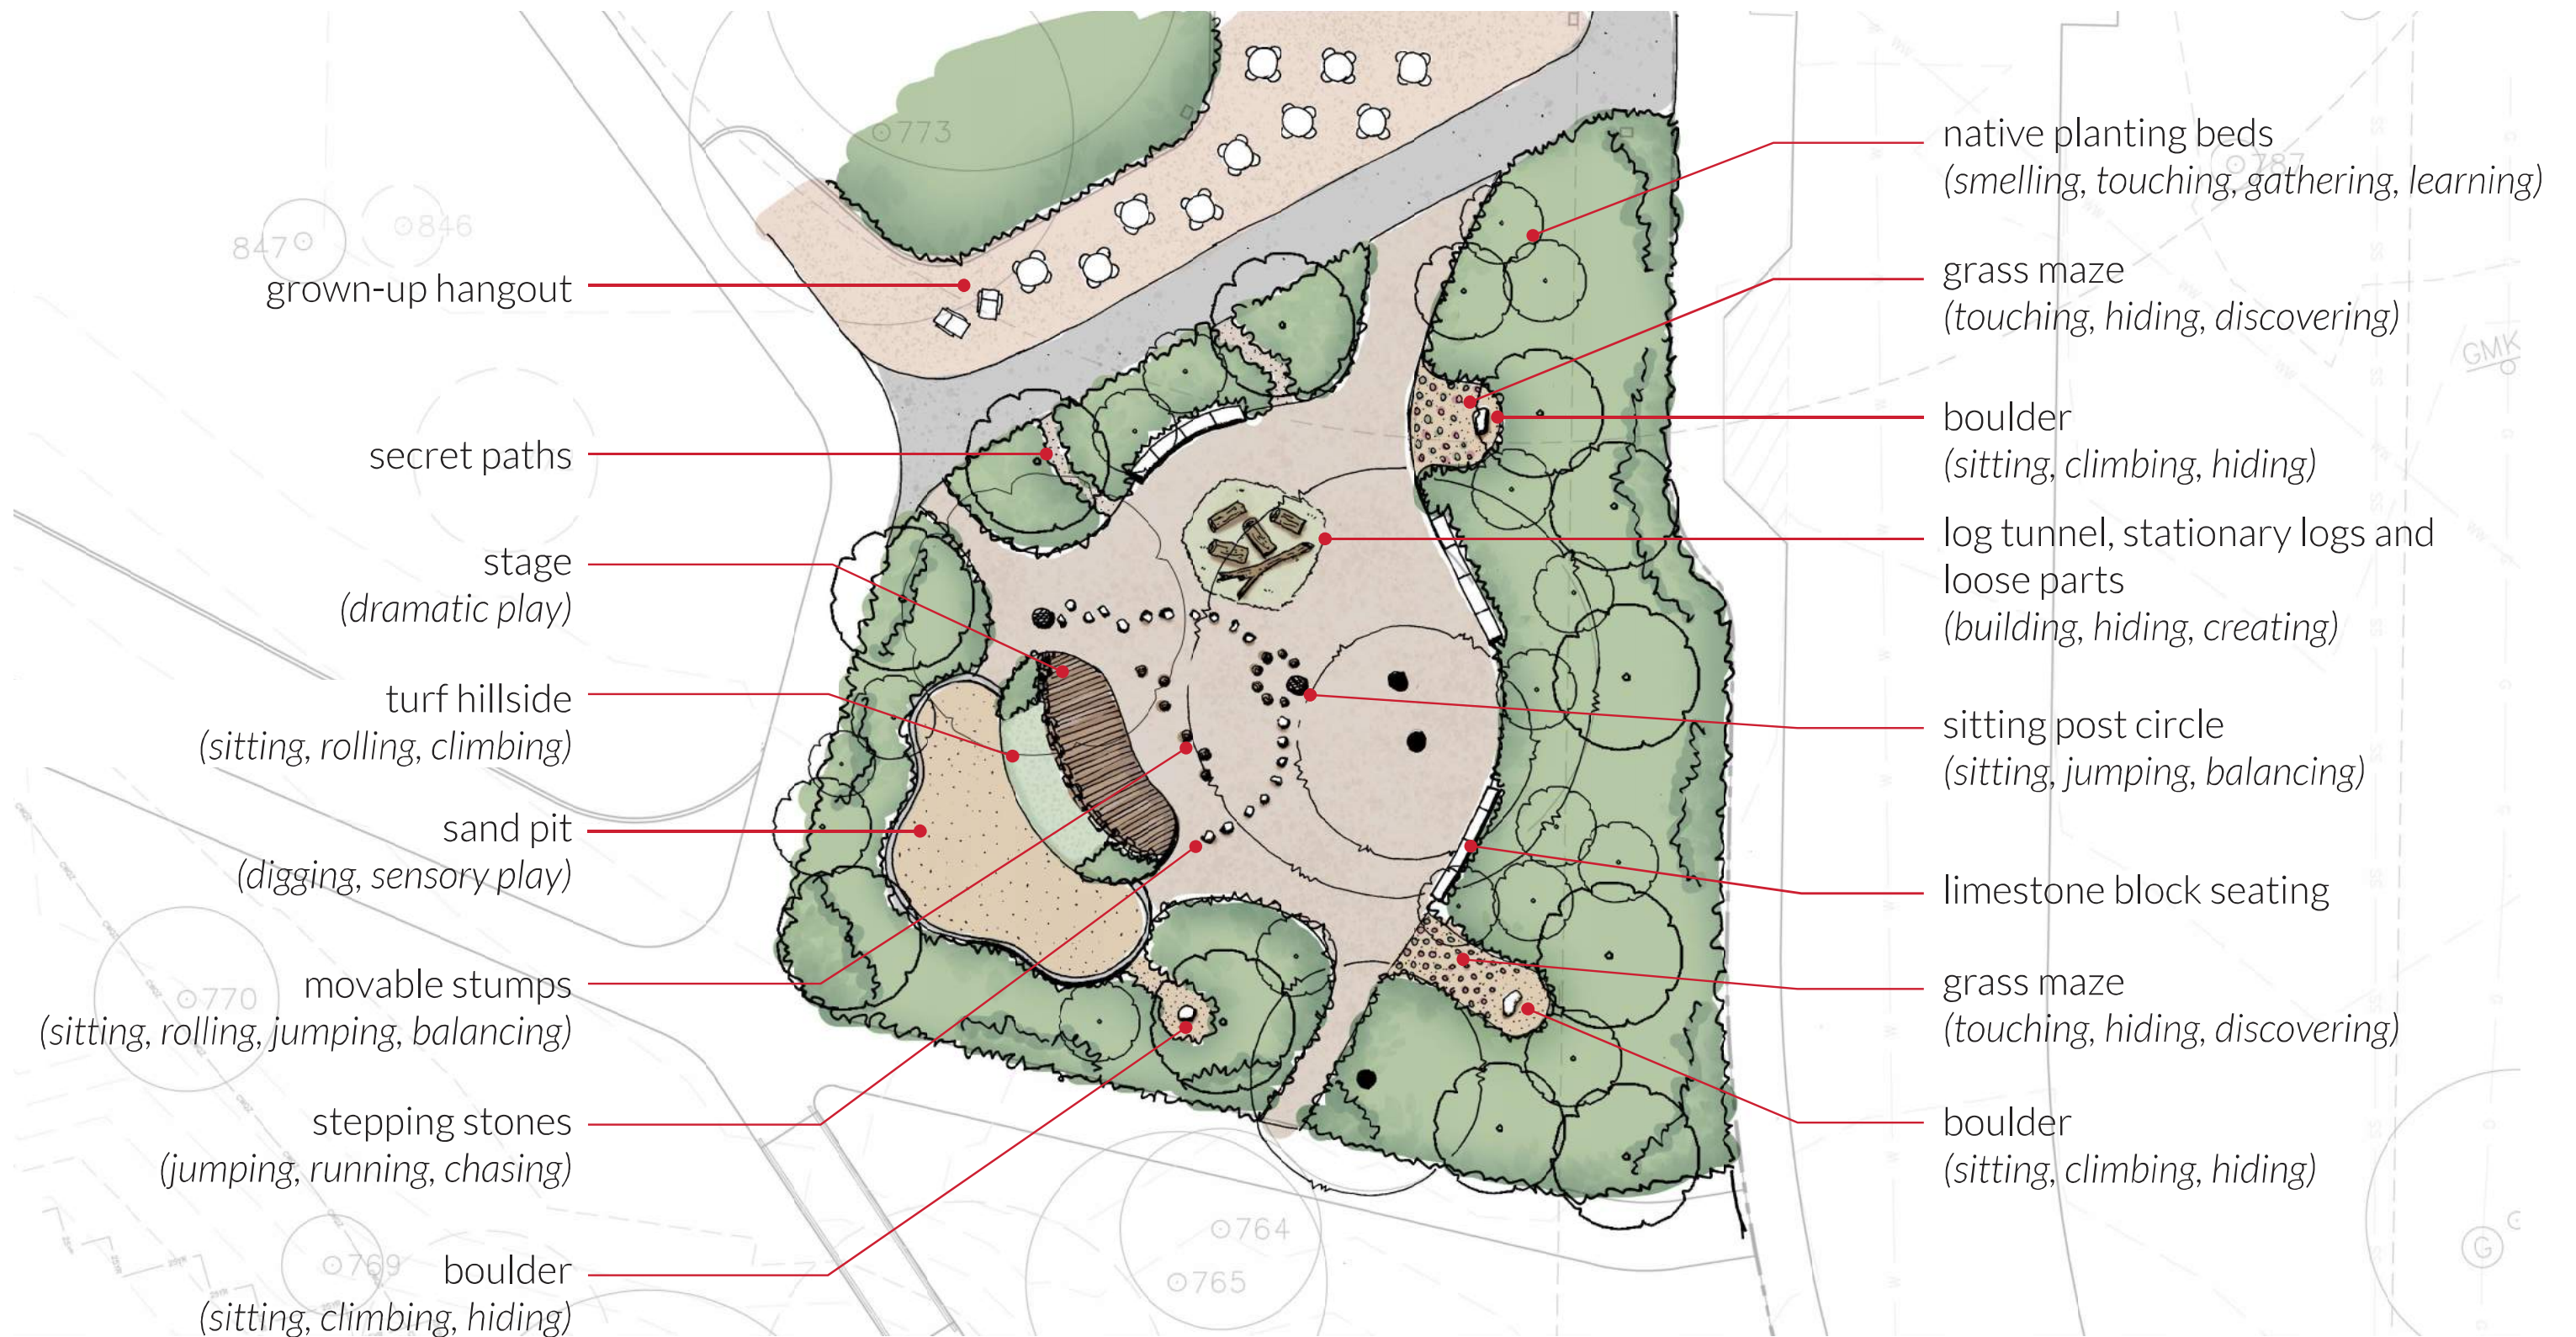 grown-up hangout
secret paths
stage
(dramatic play)
turf hillside
(sitting, rolling, climbing)
sand pit
(digging, sensory play)
movable stumps
(sitting, rolling, jumping, balancing)
stepping stones
(jumping, running, chasing)
boulder
(sitting, climbing, hiding)
native planting beds
(smelling, touching, gathering, learning)
grass maze
(touching, hiding, discovering)
boulder
(sitting, climbing, hiding)
log tunnel, stationary logs and
loose parts
(building, hiding, creating)
sitting post circle
(sitting, jumping, balancing)
limestone block seating
grass maze
(touching, hiding, discovering)
boulder
(sitting, climbing, hiding)
773
847
846
787
GMK
770
769
764
765
G